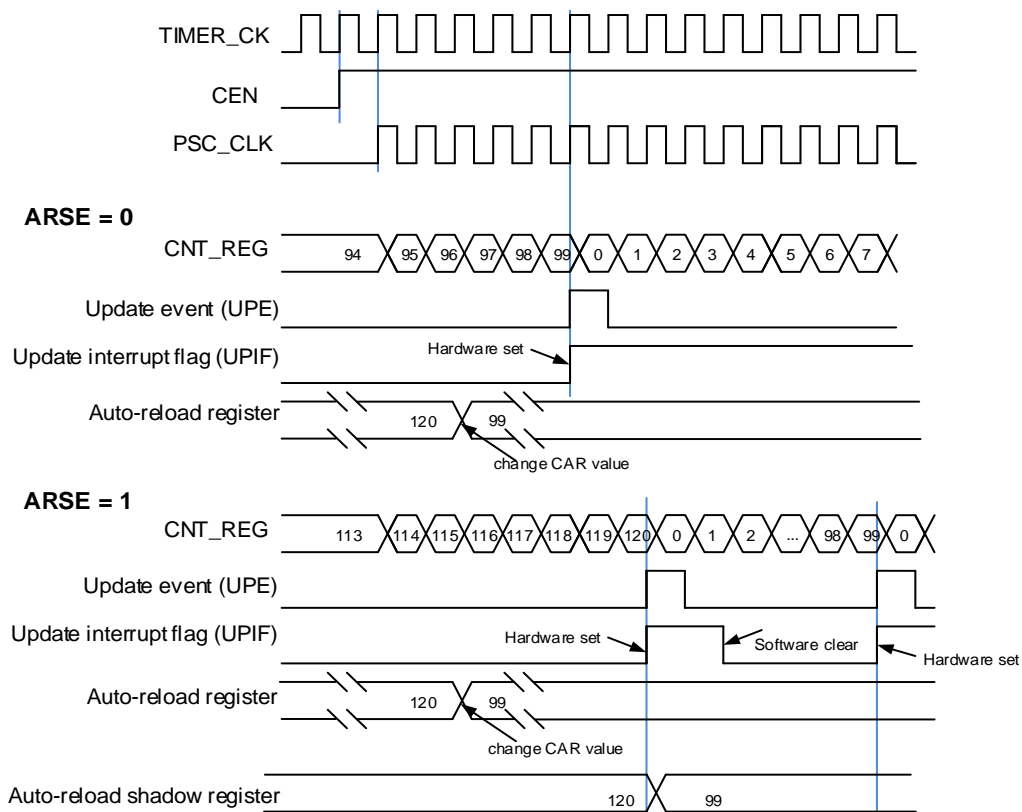 TIMER_CK
CEN
PSC_CLK
ARSE = 0
CNT_REG 94 95 96 97 98 99 0 1 2 3 4 5 6 7
Update event (UPE)
Update interrupt flag (UPIF) Hardware set
Auto-reload register 120 99
change CAR value
ARSE = 1
CNT_REG 113 114 115 116 117 118 119 120 0 1 2 ... 98 99 0
Update event (UPE)
Update interrupt flag (UPIF) Hardware set Software clear Hardware set
Auto-reload register 120 99
change CAR value
Auto-reload shadow register 120 99